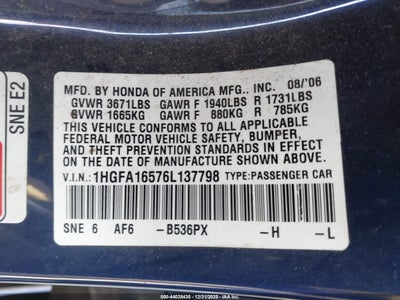 MFD. BY HONDA OF AMERICA MFG., INC. 08/'06
GVWR 3671LBS GAWR F 1940LBS R 1731LBS
GVWR 1665KG GAWR F 880KG R 785KG
THIS VEHICLE CONFORMS TO ALL APPLICABLE
FEDERAL MOTOR VEHICLE SAFETY, BUMPER,
AND THEFT PREVENTION STANDARDS IN EFFECT
ON THE DATE OF MANUFACTURE SHOWN ABOVE.
V.I.N.: 1HGFA16576L137798 TYPE: PASSENGER CAR
SNE 6 AF6 -B536PX -H -L
SNE E2
000-44028430 - 12/31/2025 - IAA Inc.